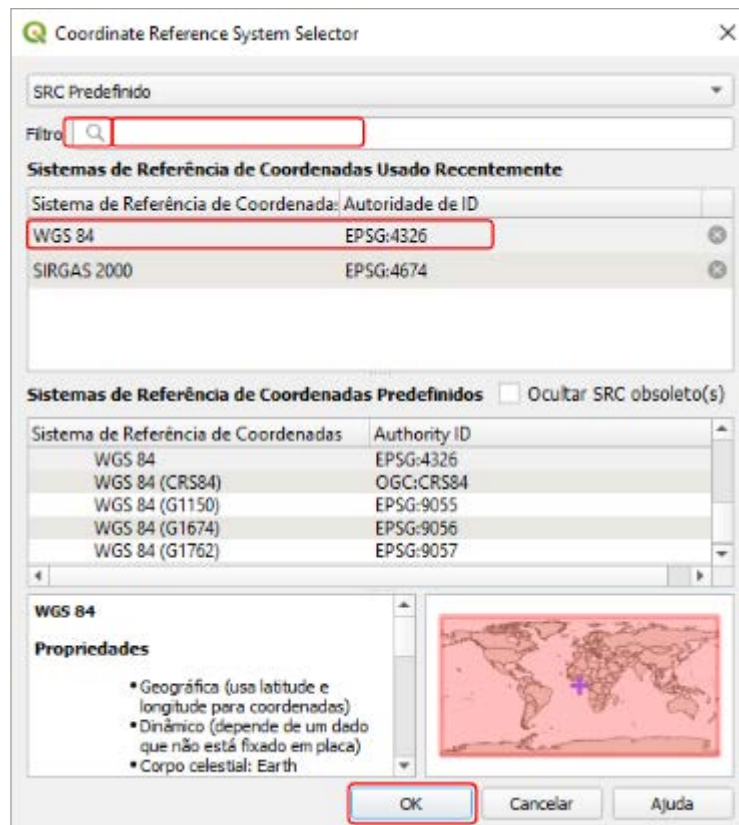 Coordinate Reference System Selector
SRC Predefinido
Filtro
Sistemas de Referência de Coordenadas Usado Recentemente
Sistema de Referência de Coordenada: Autoridade de ID
WGS 84 EPSG:4326
SIRGAS 2000 EPSG:4674
Sistemas de Referência de Coordenadas Predefinidos Ocultar SRC obsoleto(s)
Sistema de Referência de Coordenadas Authority ID
WGS 84 EPSG:4326
WGS 84 (CRS84) OGC:CRS84
WGS 84 (G1150) EPSG:9055
WGS 84 (G1674) EPSG:9056
WGS 84 (G1762) EPSG:9057
WGS 84
Propriedades
• Geográfica (usa latitude e
longitude para coordenadas)
• Dinâmico (depende de um dado
que não está fixado em placa)
• Corpo celestial: Earth
OK Cancelar Ajuda